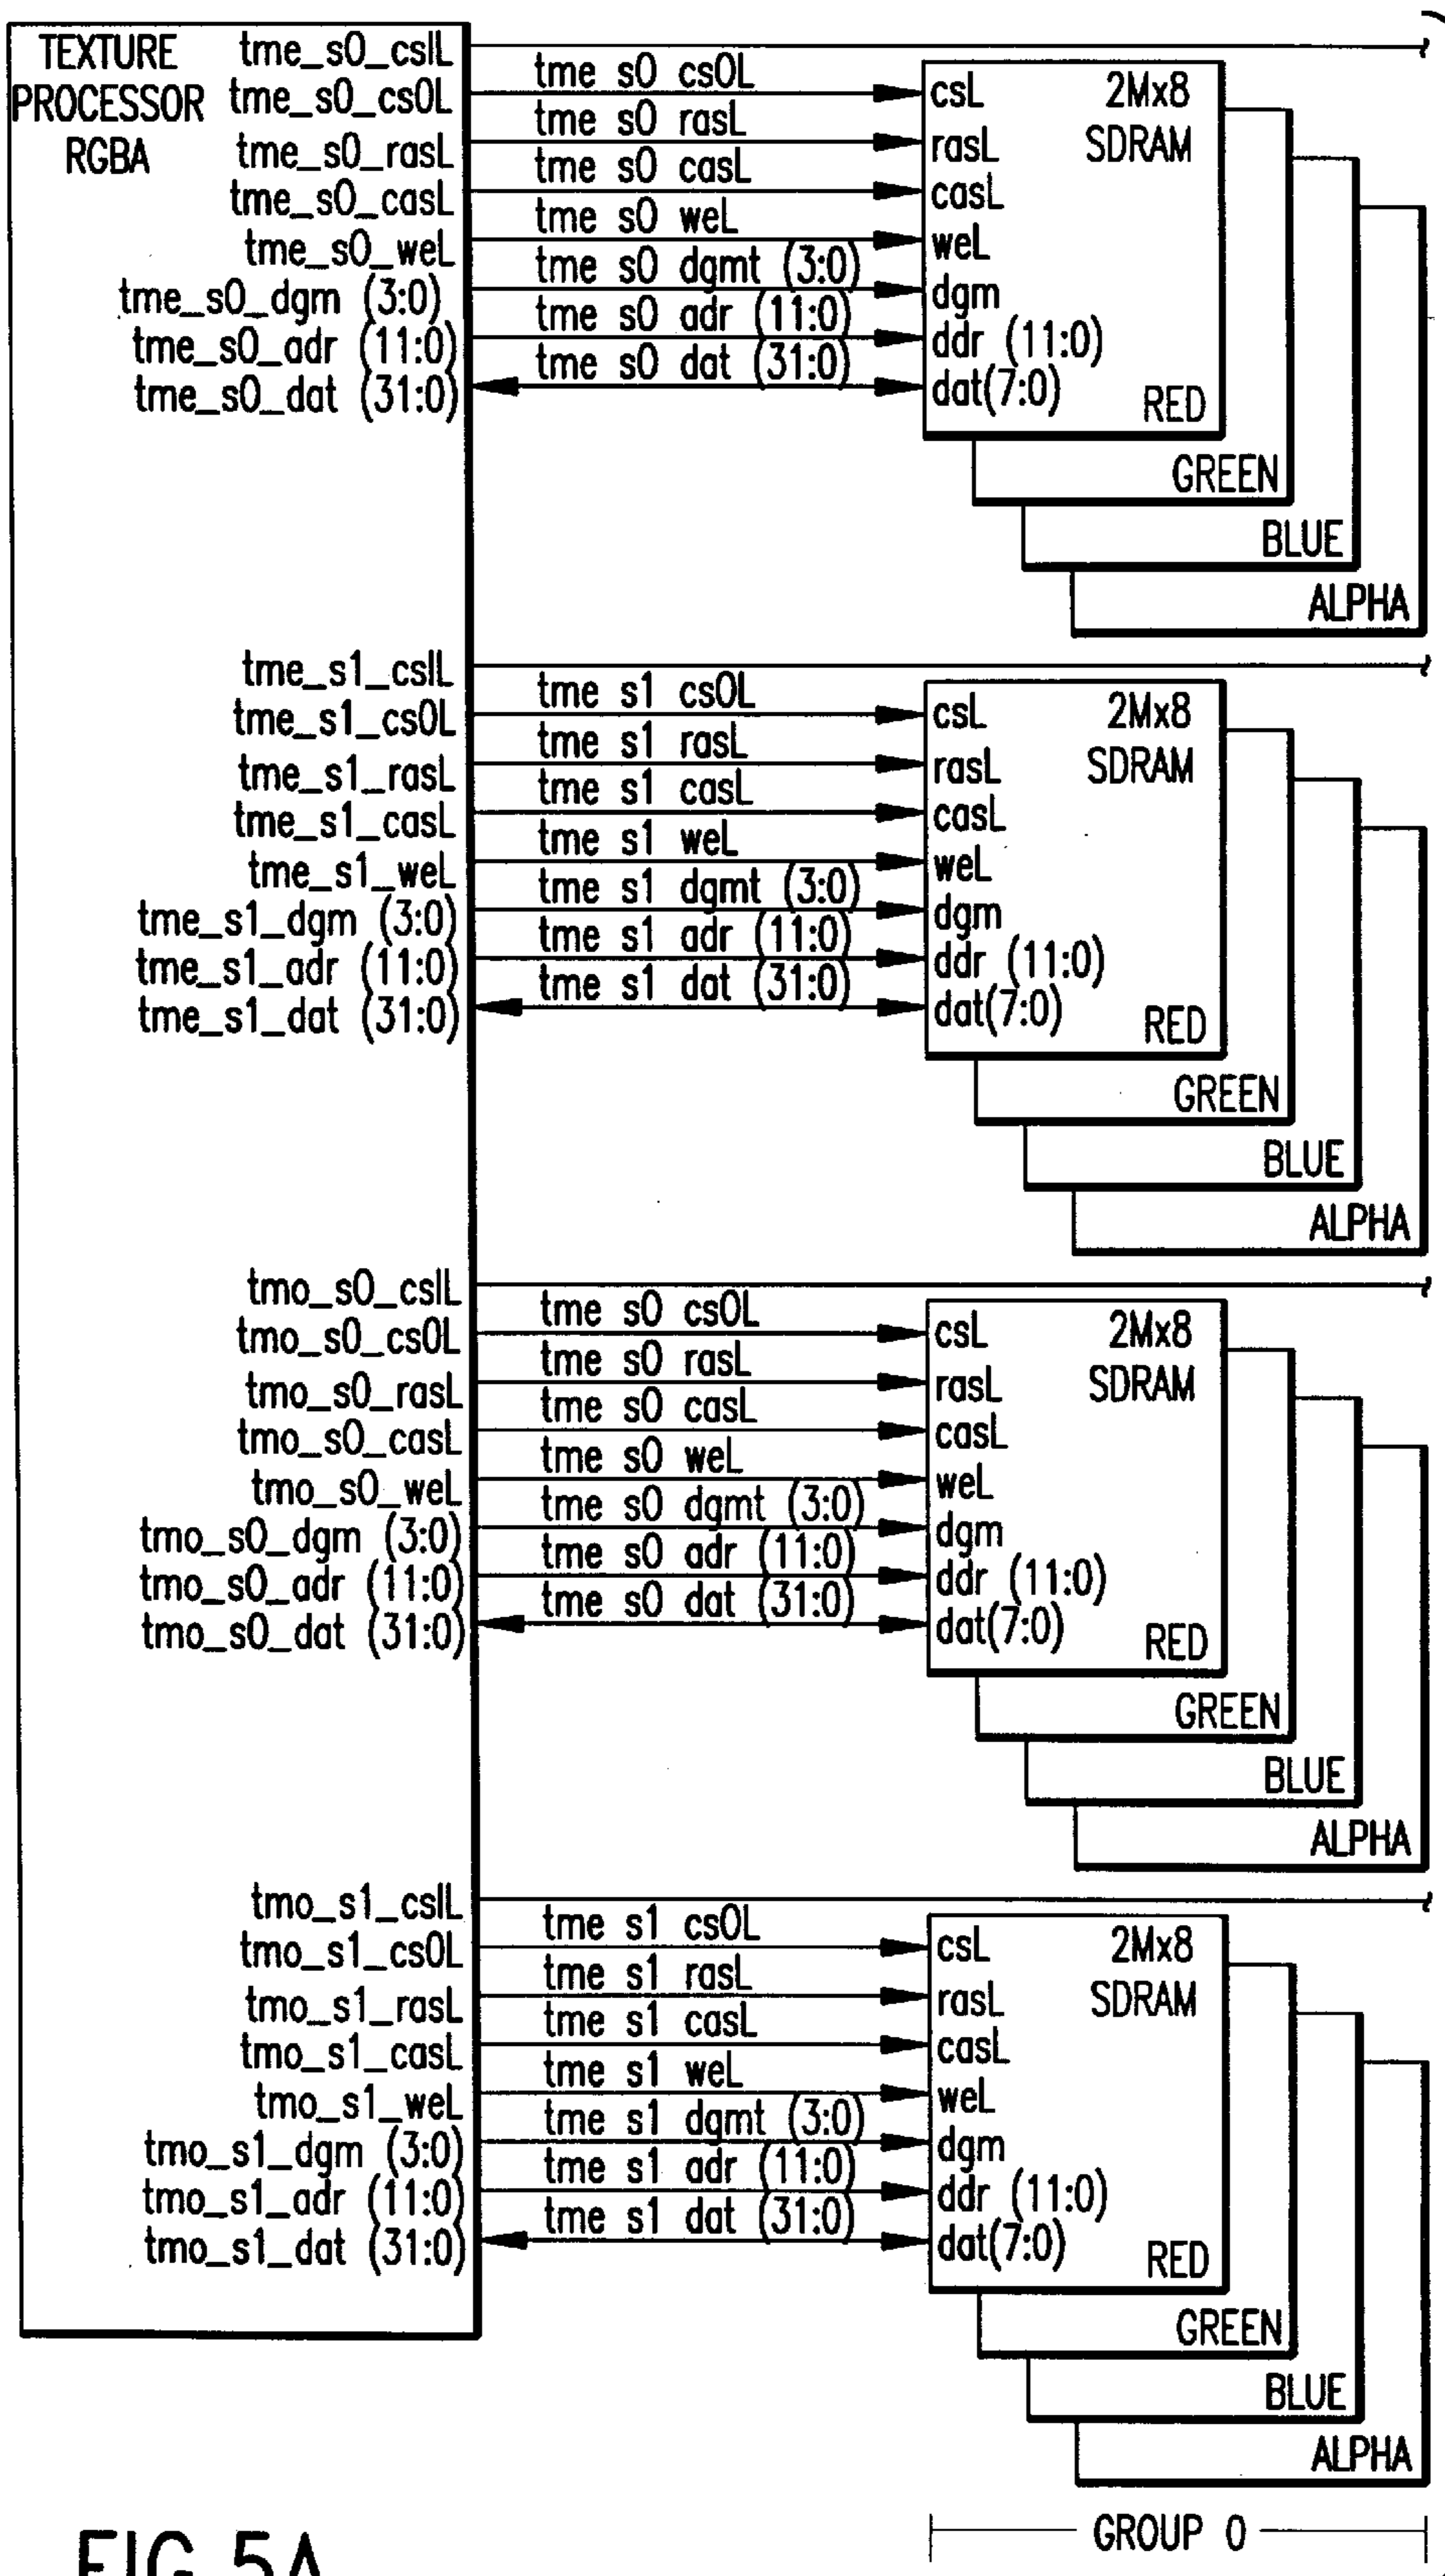 TEXTURE
PROCESSOR
RGBA
tme_s0_cs1L
tme_s0_cs0L
tme_s0_rasL
tme_s0_casL
tme_s0_weL
tme_s0_dgm (3:0)
tme_s0_adr (11:0)
tme_s0_dat (31:0)
tme s0 cs0L
tme s0 rasL
tme s0 casL
tme s0 weL
tme s0 dgmt (3:0)
tme s0 adr (11:0)
tme s0 dat (31:0)
csL 2Mx8
rasL SDRAM
casL
weL
dgm
ddr (11:0)
dat(7:0) RED
GREEN
BLUE
ALPHA
tme_s1_cs1L
tme_s1_cs0L
tme_s1_rasL
tme_s1_casL
tme_s1_weL
tme_s1_dgm (3:0)
tme_s1_adr (11:0)
tme_s1_dat (31:0)
tme s1 cs0L
tme s1 rasL
tme s1 casL
tme s1 weL
tme s1 dgmt (3:0)
tme s1 adr (11:0)
tme s1 dat (31:0)
csL 2Mx8
rasL SDRAM
casL
weL
dgm
ddr (11:0)
dat(7:0) RED
GREEN
BLUE
ALPHA
tmo_s0_cs1L
tmo_s0_cs0L
tmo_s0_rasL
tmo_s0_casL
tmo_s0_weL
tmo_s0_dgm (3:0)
tmo_s0_adr (11:0)
tmo_s0_dat (31:0)
tme s0 cs0L
tme s0 rasL
tme s0 casL
tme s0 weL
tme s0 dgmt (3:0)
tme s0 adr (11:0)
tme s0 dat (31:0)
csL 2Mx8
rasL SDRAM
casL
weL
dgm
ddr (11:0)
dat(7:0) RED
GREEN
BLUE
ALPHA
tmo_s1_cs1L
tmo_s1_cs0L
tmo_s1_rasL
tmo_s1_casL
tmo_s1_weL
tmo_s1_dgm (3:0)
tmo_s1_adr (11:0)
tmo_s1_dat (31:0)
tme s1 cs0L
tme s1 rasL
tme s1 casL
tme s1 weL
tme s1 dgmt (3:0)
tme s1 adr (11:0)
tme s1 dat (31:0)
csL 2Mx8
rasL SDRAM
casL
weL
dgm
ddr (11:0)
dat(7:0) RED
GREEN
BLUE
ALPHA
GROUP 0
FIG. 5A